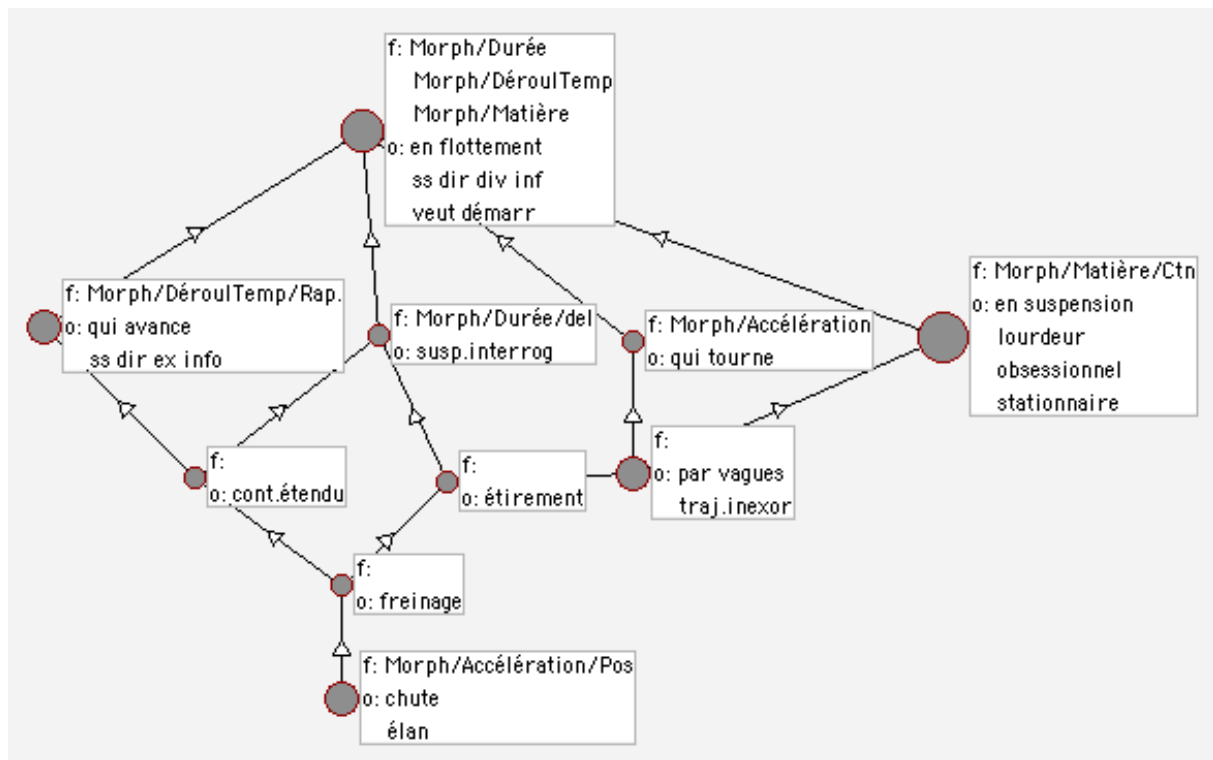 f: Morph/Durée
Morph/DéroulTemp
Morph/Matière
o: en flottement
ss dir div inf
veut démarr
f: Morph/DéroulTemp/Rap.
o: qui avance
ss dir ex info
f: Morph/Durée/del
o: susp.interrog
f: Morph/Accélération
o: qui tourne
f: Morph/Matière/Ctn
o: en suspension
lourdeur
obsessionnel
stationnaire
f:
o: cont.étendu
f:
o: étirement
f:
o: par vagues
traj.inexor
f:
o: freinage
f: Morph/Accélération/Pos
o: chute
élan